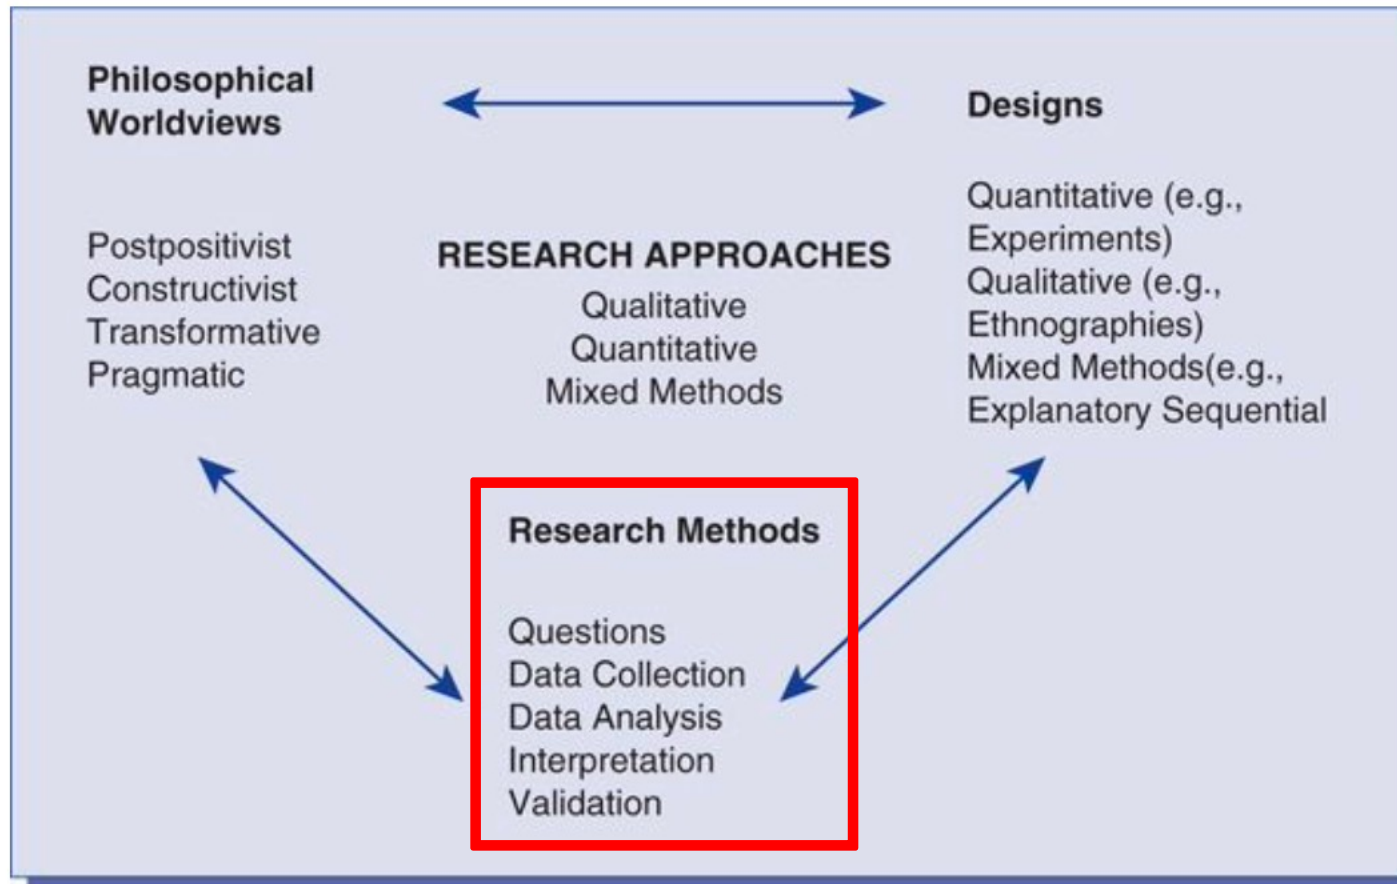 Philosophical
Worldviews
Postpositivist
Constructivist
Transformative
Pragmatic
RESEARCH APPROACHES
Qualitative
Quantitative
Mixed Methods
Designs
Quantitative (e.g.,
Experiments)
Qualitative (e.g.,
Ethnographies)
Mixed Methods(e.g.,
Explanatory Sequential
Research Methods
Questions
Data Collection
Data Analysis
Interpretation
Validation